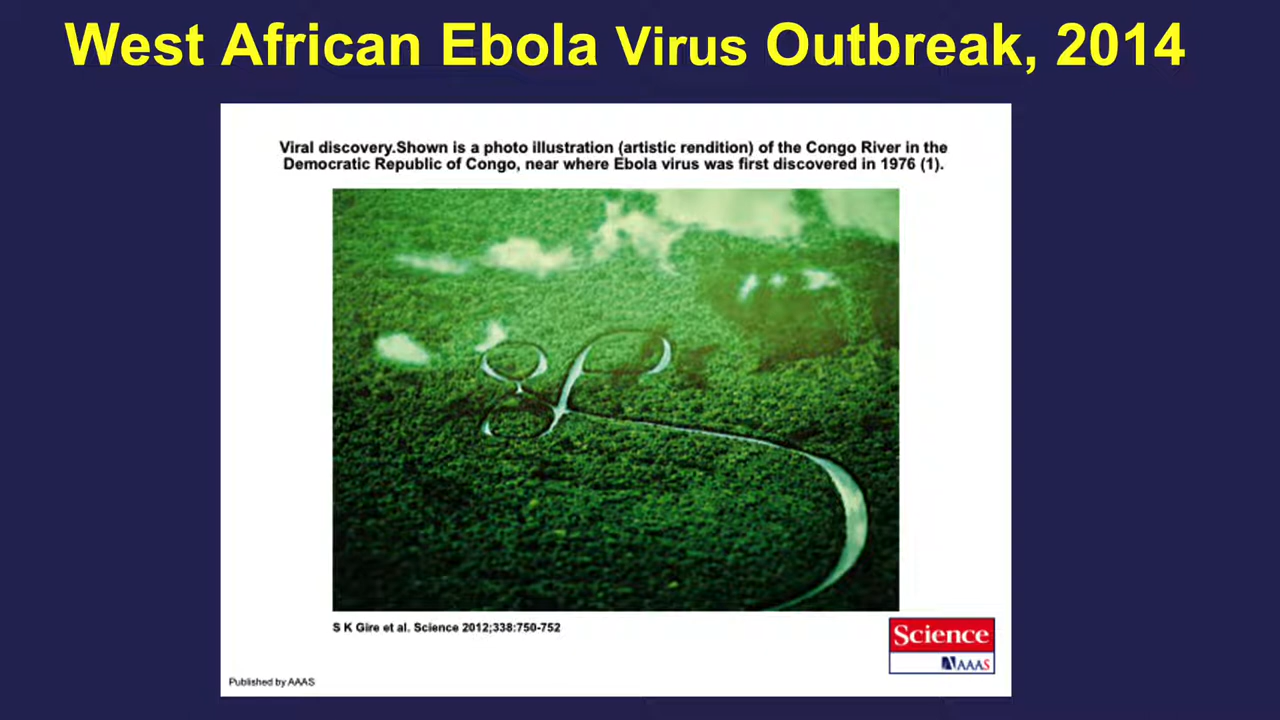 West African Ebola Virus Outbreak, 2014
Viral discovery.Shown is a photo illustration (artistic rendition) of the Congo River in the
Democratic Republic of Congo, near where Ebola virus was first discovered in 1976 (1).
S K Gire et al. Science 2012;338:750-752
Science
AAAS
Published by AAAS